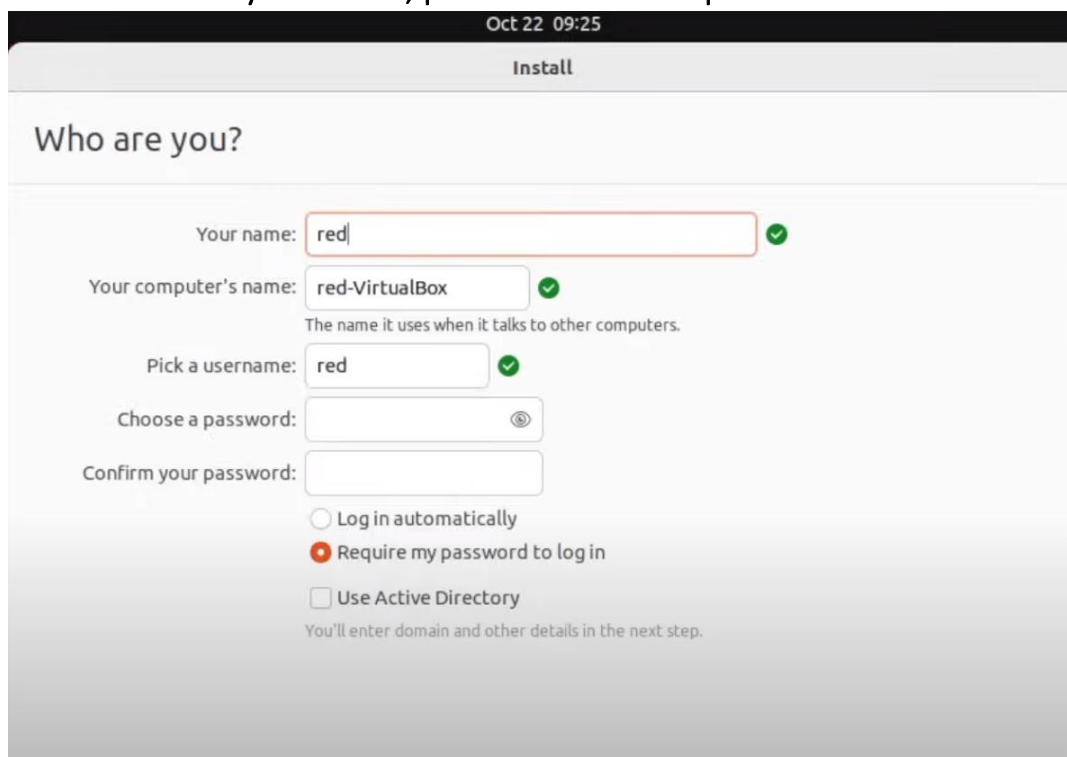 Oct 22 09:25
Install
Who are you?
Your name: red
Your computer's name: red-VirtualBox
The name it uses when it talks to other computers.
Pick a username: red
Choose a password:
Confirm your password:
Log in automatically
Require my password to log in
Use Active Directory
You'll enter domain and other details in the next step.